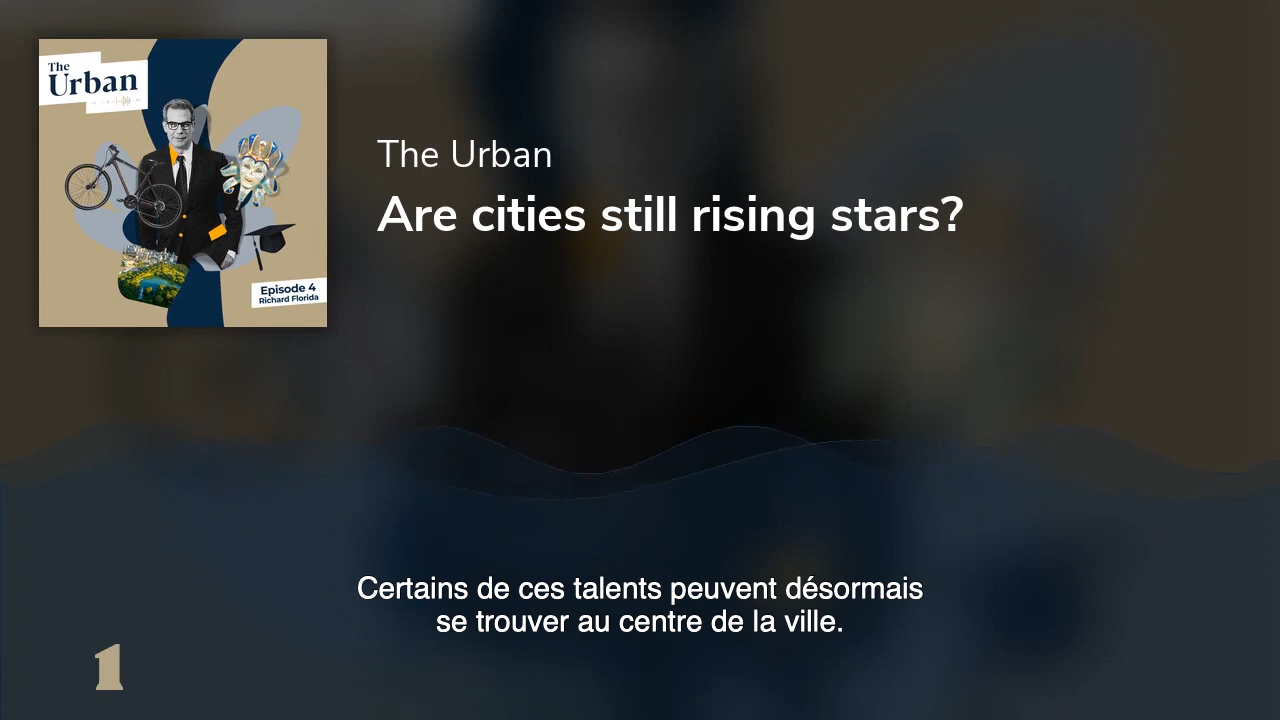 The
Urban
Episode 4
Richard Florida
The Urban
Are cities still rising stars?
Certains de ces talents peuvent désormais
se trouver au centre de la ville.
1